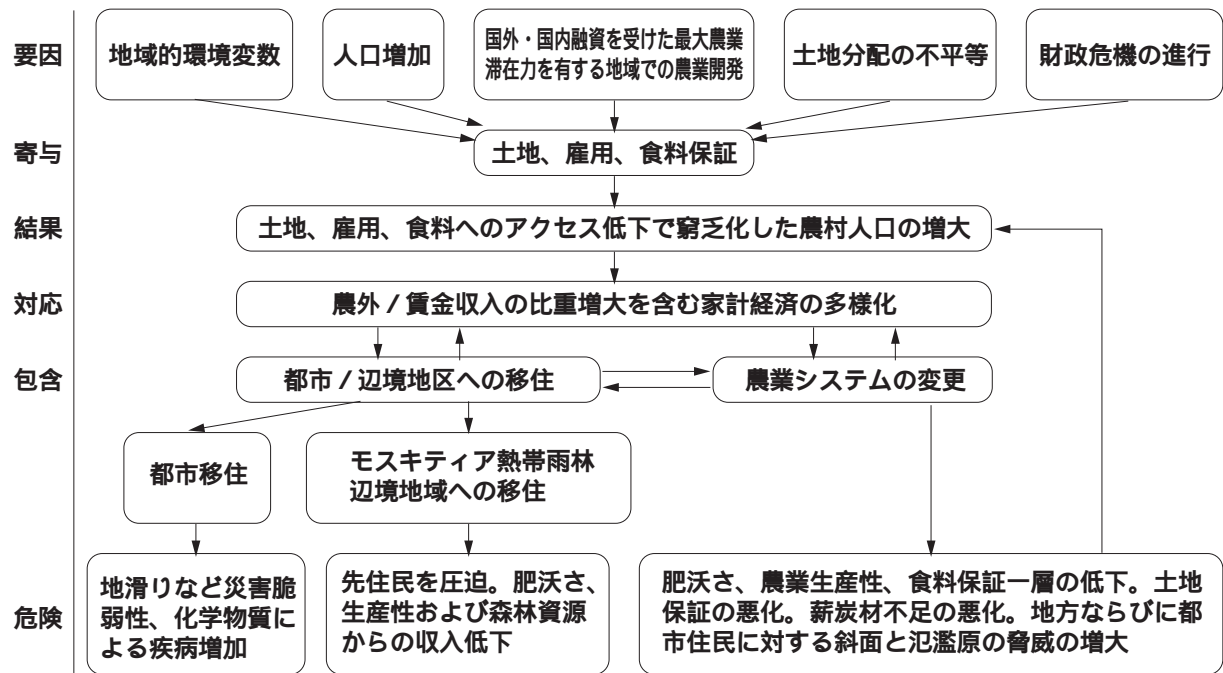 要因
地域的環境変数
人口増加
国外・国内融資を受けた最大農業
滞在力を有する地域での農業開発
土地分配の不平等
財政危機の進行
寄与
土地、雇用、食料保証
結果
土地、雇用、食料へのアクセス低下で窮乏化した農村人口の増大
対応
農外 / 賃金収入の比重増大を含む家計経済の多様化
包含
都市 / 辺境地区への移住
農業システムの変更
都市移住
モスキティア熱帯雨林
辺境地域への移住
危険
地滑りなど災害脆
弱性、化学物質に
よる疾病増加
先住民を圧迫。肥沃さ、
生産性および森林資源
からの収入低下
肥沃さ、農業生産性、食料保証一層の低下。土地
保証の悪化。薪炭材不足の悪化。地方ならびに都
市住民に対する斜面と氾濫原の脅威の増大